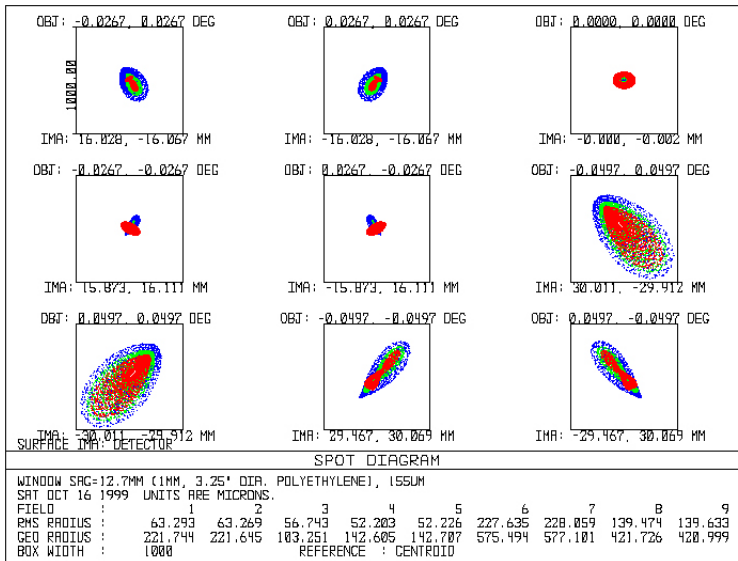 OBJ: -0.0267, 0.0267 DEG OBJ: 0.0267, 0.0267 DEG OBJ: 0.0000, 0.0000 DEG
1000.00
IMA: 16.028, -16.067 MM IMA: -16.028, -16.067 MM IMA: -0.000, -0.002 MM
OBJ: -0.0267, -0.0267 DEG OBJ: 0.0267, -0.0267 DEG OBJ: -0.0497, 0.0497 DEG
IMA: 15.873, 16.111 MM IMA: -15.873, 16.111 MM IMA: 30.011, -29.912 MM
OBJ: 0.0497, 0.0497 DEG OBJ: -0.0497, -0.0497 DEG OBJ: 0.0497, -0.0497 DEG
IMA: -30.011, -29.912 MM IMA: 29.467, 30.069 MM IMA: -29.467, 30.069 MM
SURFACE IMA: DETECTOR
SPOT DIAGRAM
WINDOW SAG=12.7MM (1MM, 3.25" DIA. POLYETHYLENE), 155UM
SAT OCT 16 1999 UNITS ARE MICRONS.
FIELD : 1 2 3 4 5 6 7 8 9
RMS RADIUS : 63.293 63.269 56.743 52.203 52.226 227.635 228.059 139.474 139.633
GEO RADIUS : 221.744 221.645 103.251 142.605 142.707 575.494 577.101 421.726 420.999
BOX WIDTH : 1000 REFERENCE : CENTROID